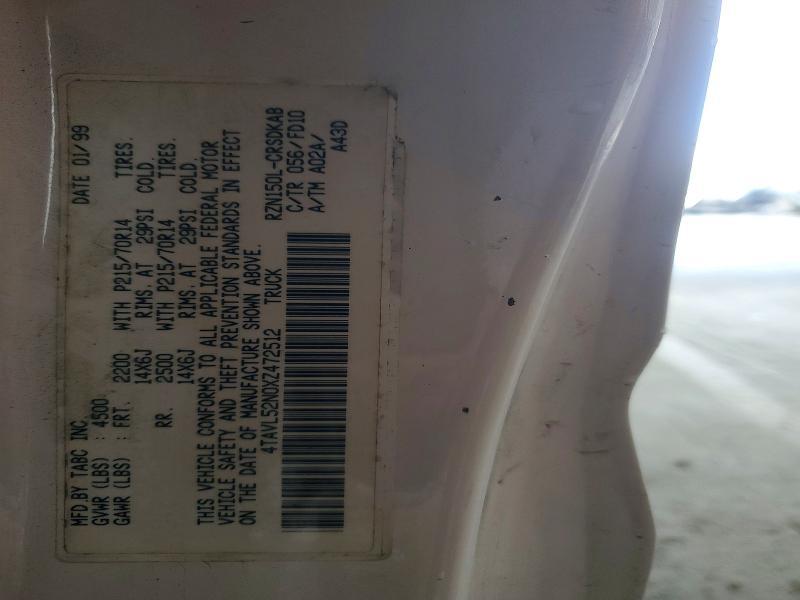 MFD.BY TABC INC. DATE 01/99
GVWR (LBS) : 4500
GAWR (LBS) : FRT. 2200 WITH P215/70R14 TIRES.
14X6J RIMS. AT 29PSI COLD.
RR. 2500 WITH P215/70R14 TIRES.
14X6J RIMS. AT 29PSI COLD.
THIS VEHICLE CONFORMS TO ALL APPLICABLE FEDERAL MOTOR
VEHICLE SAFETY AND THEFT PREVENTION STANDARDS IN EFFECT
ON THE DATE OF MANUFACTURE SHOWN ABOVE.
4TAVL52N0XZ472512 TRUCK RZN150L-CRSDKAB
C/TR 056/FD10
A/TM A02A/
A43D